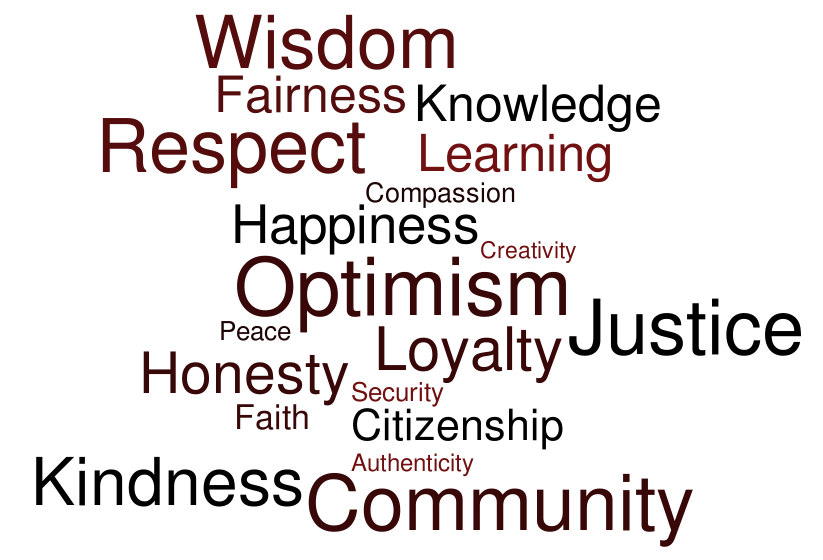 Wisdom
Fairness
Knowledge
Respect
Learning
Compassion
Happiness
Creativity
Optimism
Justice
Peace
Loyalty
Honesty
Security
Faith
Citizenship
Authenticity
Kindness
Community